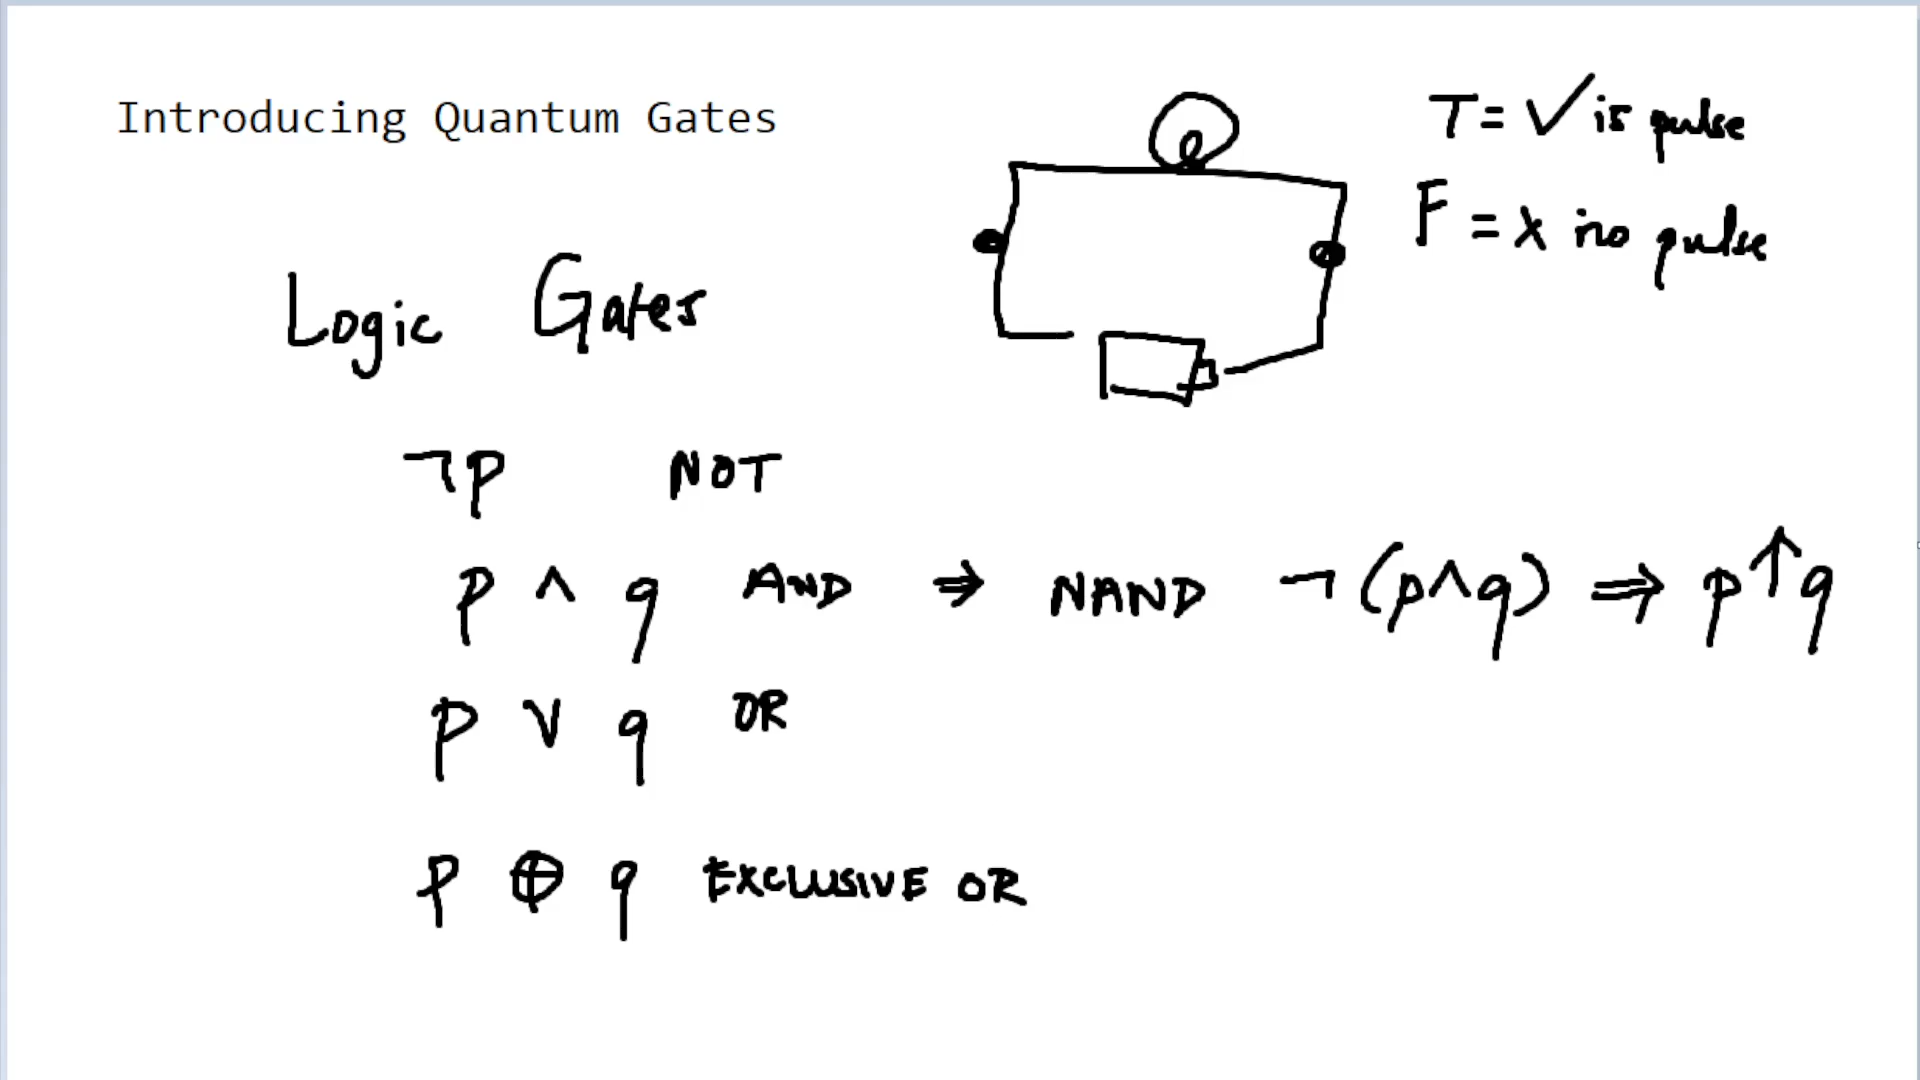 Introducing Quantum Gates
T = ✓ is pulse
F = x no pulse
Logic Gates
¬p NOT
p ∧ q AND ⇒ NAND ¬(p∧q) ⇒ p↑q
p ∨ q OR
p ⊕ q EXCLUSIVE OR